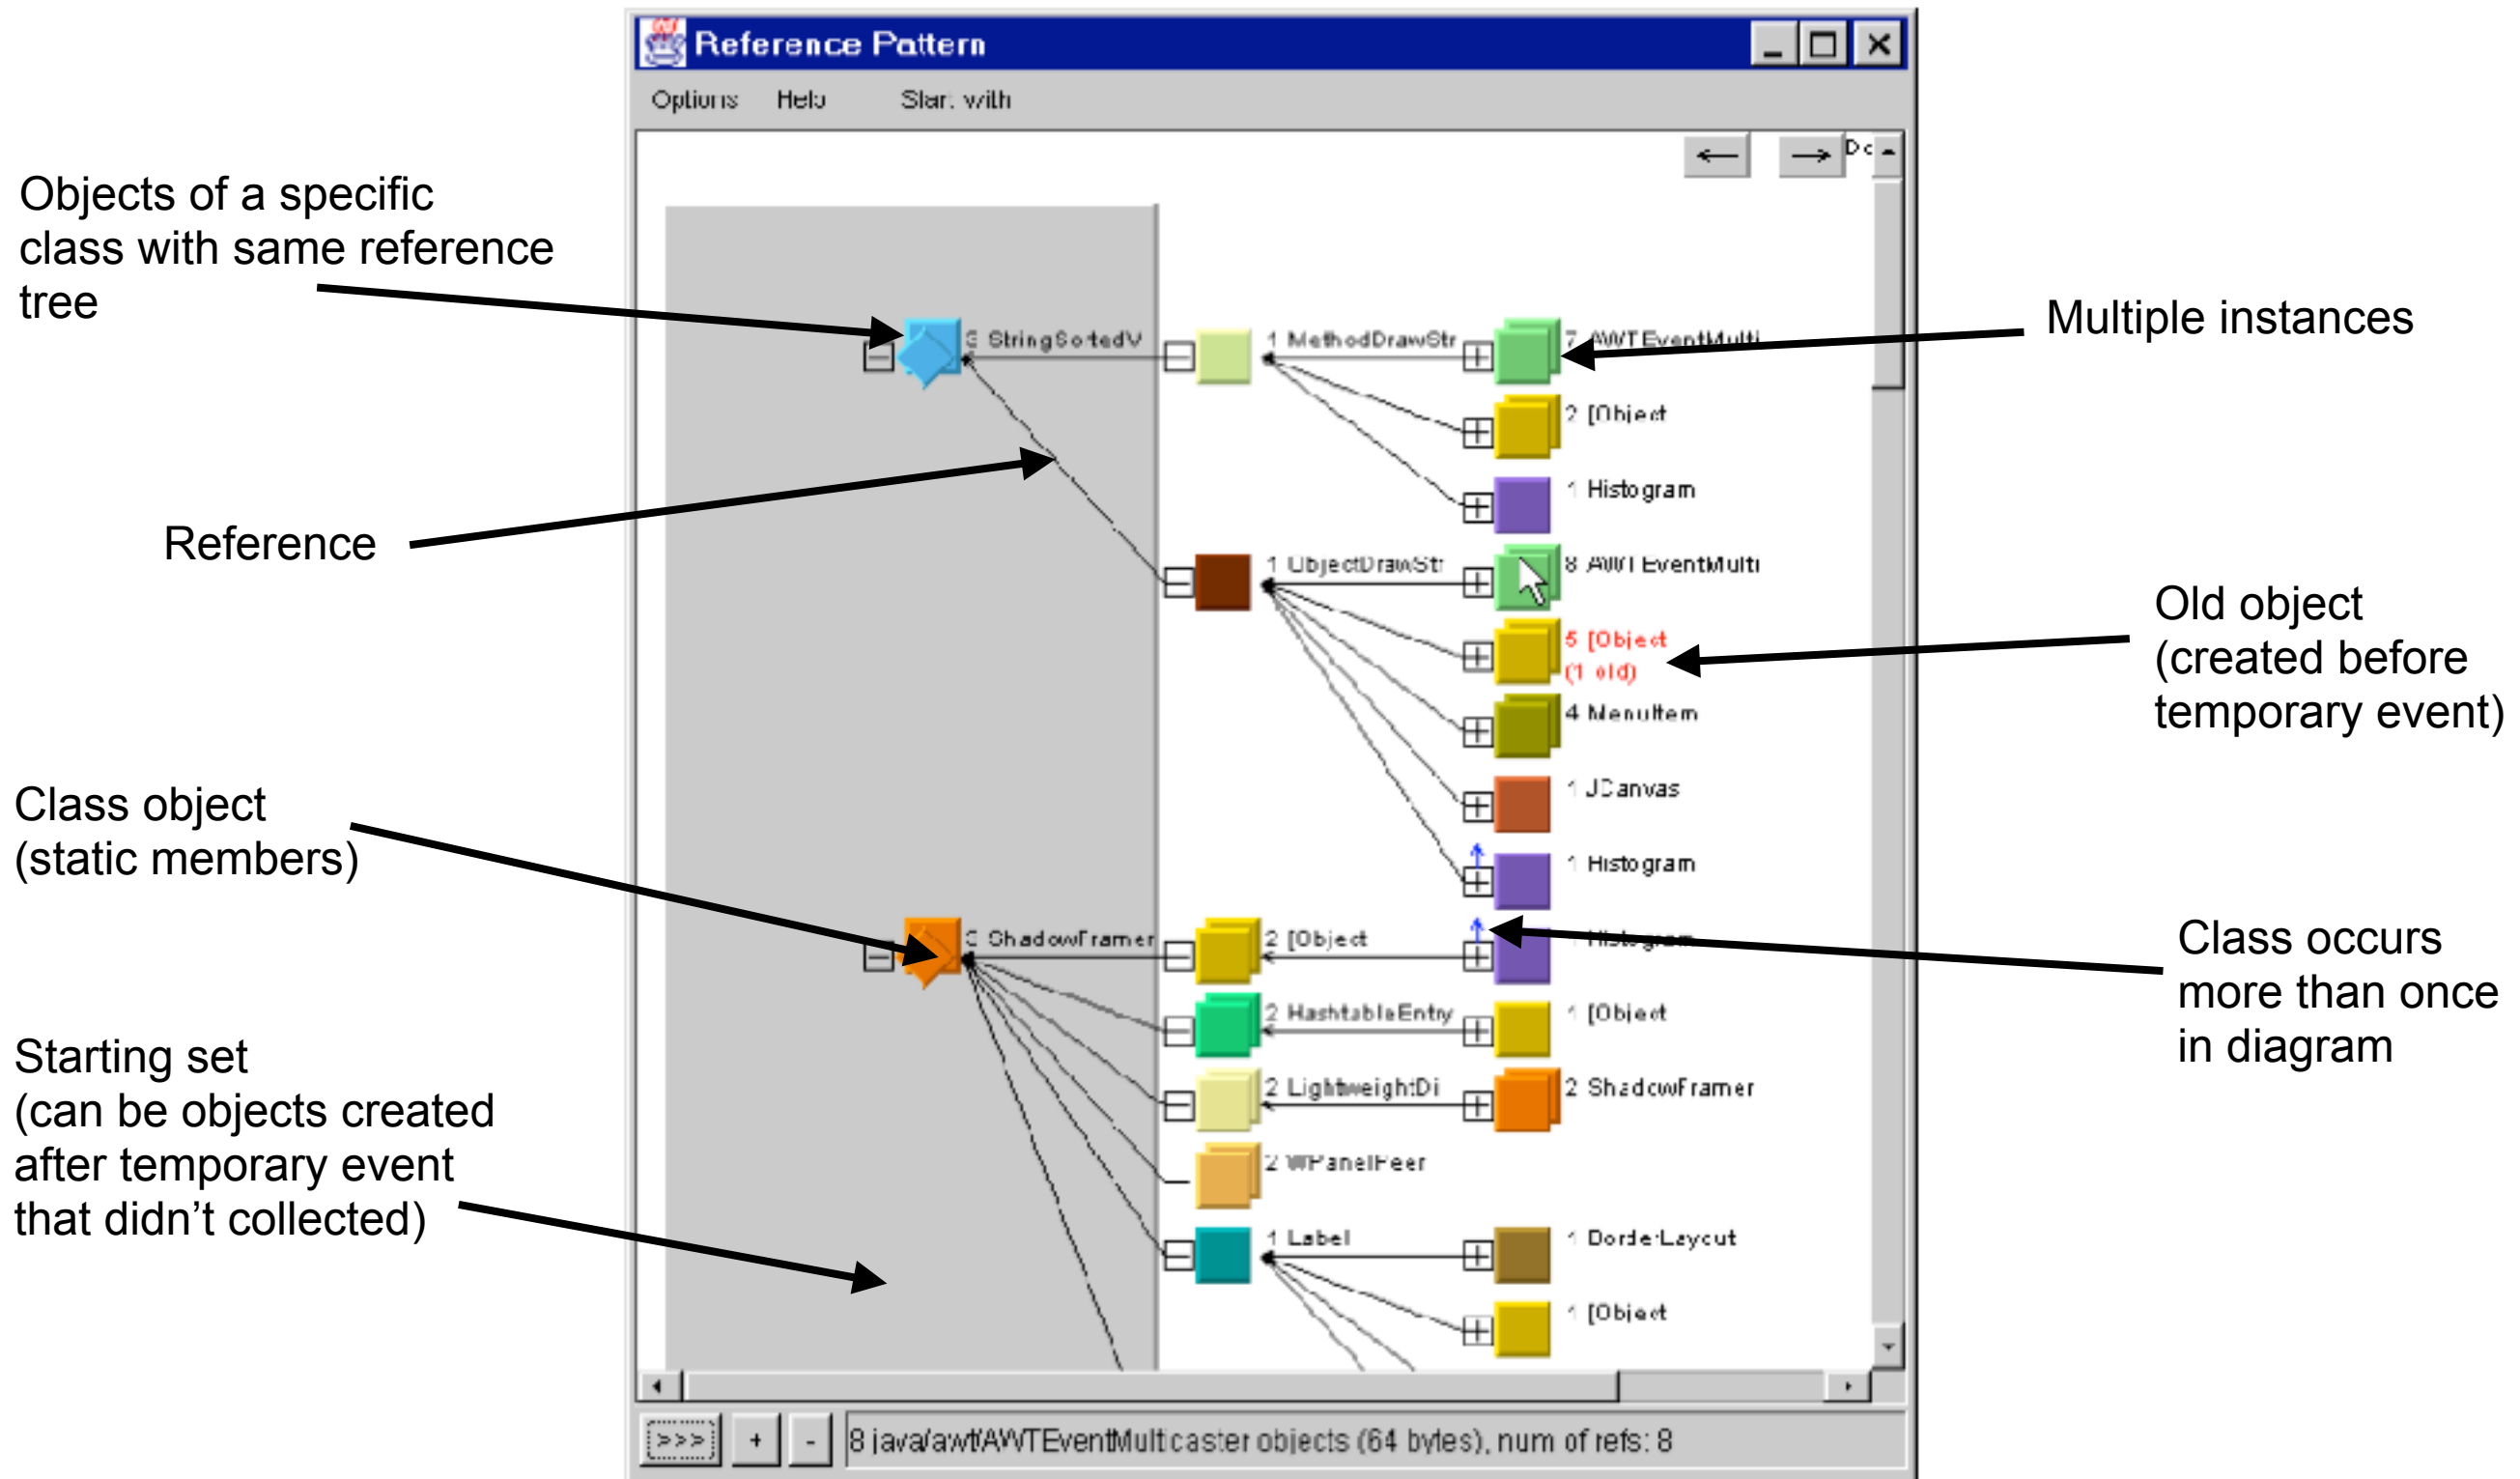 Reference Pattern
Options Help Start with
Objects of a specific
class with same reference
tree
Reference
Class object
(static members)
Starting set
(can be objects created
after temporary event
that didn’t collected)
3 StringSortedV
3 ShadowFramer
1 MethodDrawStr
1 ObjectDrawStr
2 [Object
2 HashtableEntry
2 LightweightDi
2 WPanelPeer
1 Label
7 AWTEventMulti
2 [Object
1 Histogram
8 AWTEventMulti
5 [Object
(1 old)
4 MenuItem
1 JCanvas
1 Histogram
1 Histogram
1 [Object
2 ShadowFramer
1 BorderLayout
1 [Object
Multiple instances
Old object
(created before
temporary event)
Class occurs
more than once
in diagram
>>> + - 8 java/awt/AWTEventMulticaster objects (64 bytes), num of refs: 8